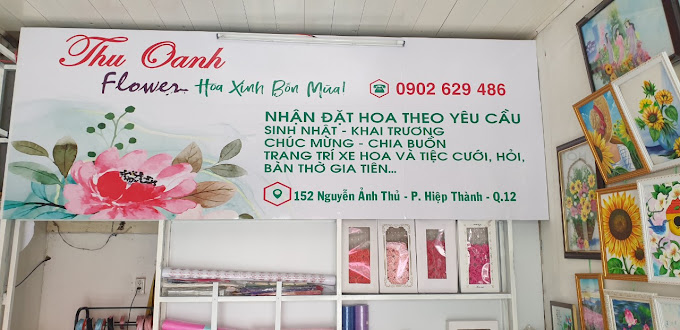 Thu Oanh
Flower Hoa Xinh Bốn Mùa!
0902 629 486
NHẬN ĐẶT HOA THEO YÊU CẦU
SINH NHẬT - KHAI TRƯƠNG
CHÚC MỪNG - CHIA BUỒN
TRANG TRÍ XE HOA VÀ TIỆC CƯỚI, HỎI,
BÀN THỜ GIA TIÊN...
152 Nguyễn Ảnh Thủ - P. Hiệp Thành - Q.12